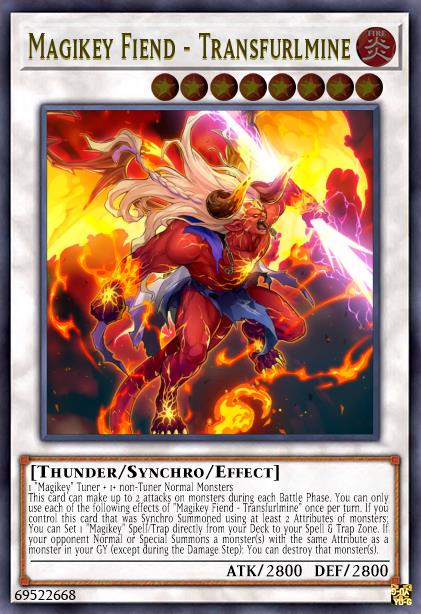 MAGIKEY FIEND - TRANSFURLMINE
FIRE
炎
[THUNDER/SYNCHRO/EFFECT]
1 "Magikey" Tuner + 1+ non-Tuner Normal Monsters
This card can make up to 2 attacks on monsters during each Battle Phase. You can only
use each of the following effects of "Magikey Fiend - Transfurlmine" once per turn. If you
control this card that was Synchro Summoned using at least 2 Attributes of monsters:
You can Set 1 "Magikey" Spell/Trap directly from your Deck to your Spell & Trap Zone. If
your opponent Normal or Special Summons a monster(s) with the same Attribute as a
monster in your GY (except during the Damage Step): You can destroy that monster(s).
ATK/2800 DEF/2800
69522668